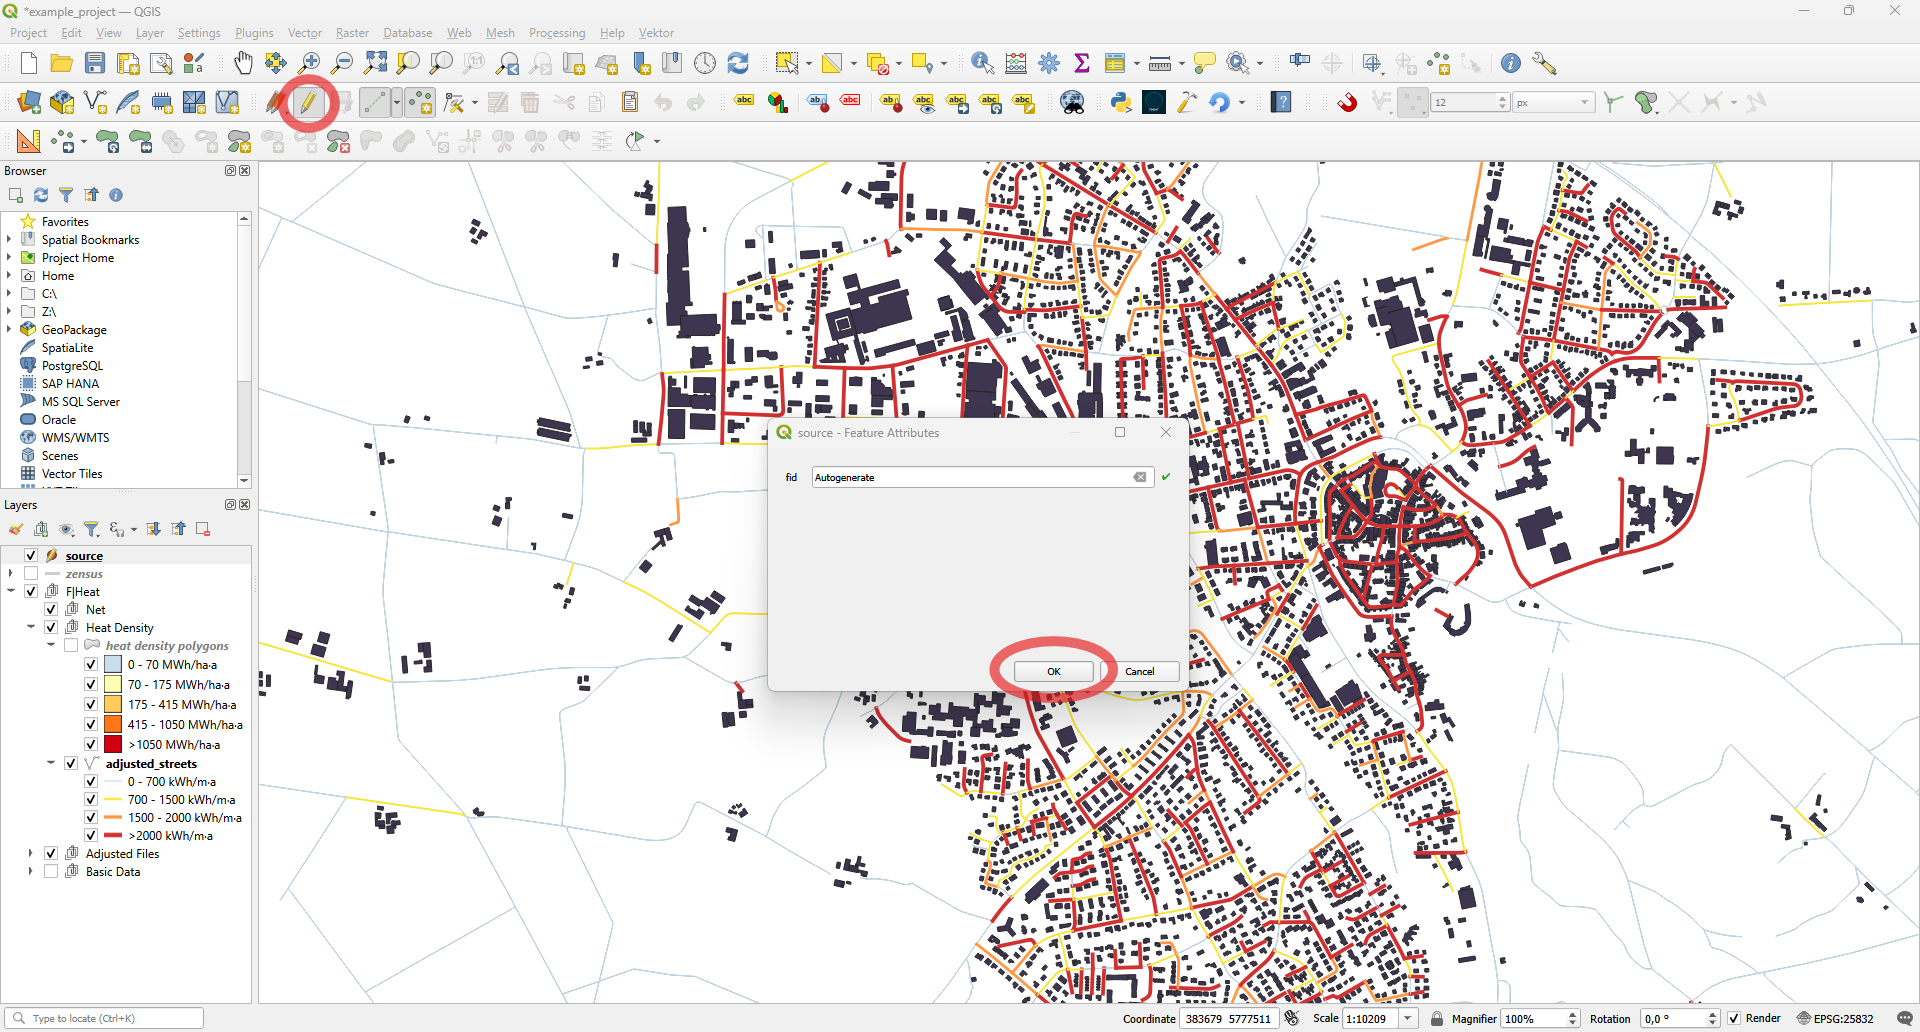 *example_project — QGIS
Project Edit View Layer Settings Plugins Vector Raster Database Web Mesh Processing Help Vektor
12 px
Browser
Favorites
Spatial Bookmarks
Project Home
Home
C:\
Z:\
GeoPackage
SpatiaLite
PostgreSQL
SAP HANA
MS SQL Server
Oracle
WMS/WMTS
Scenes
Vector Tiles
Layers
source
zensus
F|Heat
Net
Heat Density
heat density polygons
0 - 70 MWh/ha·a
70 - 175 MWh/ha·a
175 - 415 MWh/ha·a
415 - 1050 MWh/ha·a
>1050 MWh/ha·a
adjusted_streets
0 - 700 kWh/m·a
700 - 1500 kWh/m·a
1500 - 2000 kWh/m·a
>2000 kWh/m·a
Adjusted Files
Basic Data
source - Feature Attributes
fid Autogenerate
OK Cancel
Type to locate (Ctrl+K) Coordinate 383679 5777511 Scale 1:10209 Magnifier 100% Rotation 0,0 ° Render EPSG:25832